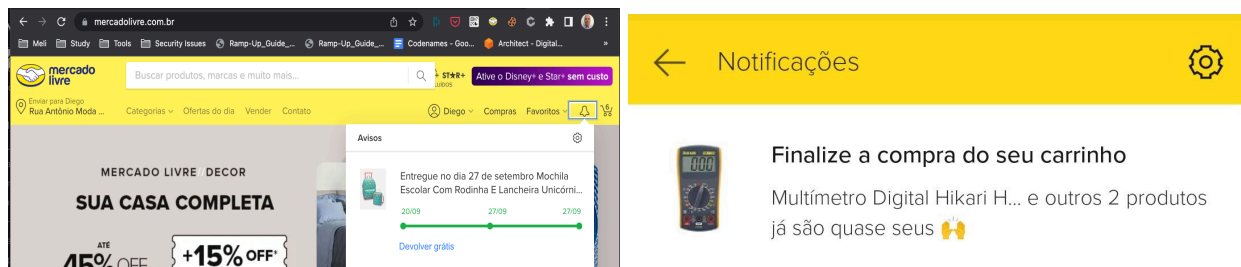 mercadolivre.com.br
Meli Study Tools Security Issues Ramp-Up_Guide_... Ramp-Up_Guide_... Codenames - Goo... Architect - Digital... »
mercado
livre
Buscar produtos, marcas e muito mais...
STAR+
Ative o Disney+ e Star+ sem custo
Enviar para Diego
Rua Antônio Moda ...
Categorias Ofertas do dia Vender Contato
Diego Compras Favoritos 6
Avisos
MERCADO LIVRE DECOR
SUA CASA COMPLETA
ATÉ
45% OFF +15% OFF*
Entregue no dia 27 de setembro Mochila
Escolar Com Rodinha E Lancheira Unicórni...
20/09 27/09 27/09
Devolver grátis
Notificações
Finalize a compra do seu carrinho
Multímetro Digital Hikari H... e outros 2 produtos
já são quase seus 🙌